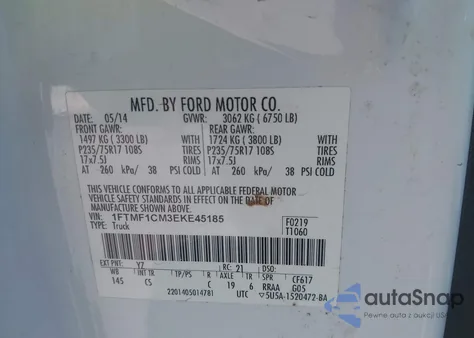 MFD. BY FORD MOTOR CO.
DATE: 05/14 GVWR: 3062 KG ( 6750 LB)
FRONT GAWR: REAR GAWR:
1497 KG ( 3300 LB) WITH 1724 KG ( 3800 LB) WITH
P235/75R17 108S TIRES P235/75R17 108S TIRES
17x7.5J RIMS 17x7.5J RIMS
AT 260 kPa/ 38 PSI COLD AT 260 kPa/ 38 PSI COLD
THIS VEHICLE CONFORMS TO ALL APPLICABLE FEDERAL MOTOR
VEHICLE SAFETY STANDARDS IN EFFECT ON THE DATE OF
MANUFACTURE SHOWN ABOVE.
VIN: 1FTMF1CM3EKE45185 F0219
TYPE: Truck T1060
EXT PNT: YZ RC: 21 CF617
WB INT TR TP/PS R AXLE TR SPR RRAA G05
145 CS C 19 6
2201405014781 UTC ▽5U5A-1520472-BA
autoSnap
Pewne auta z USA